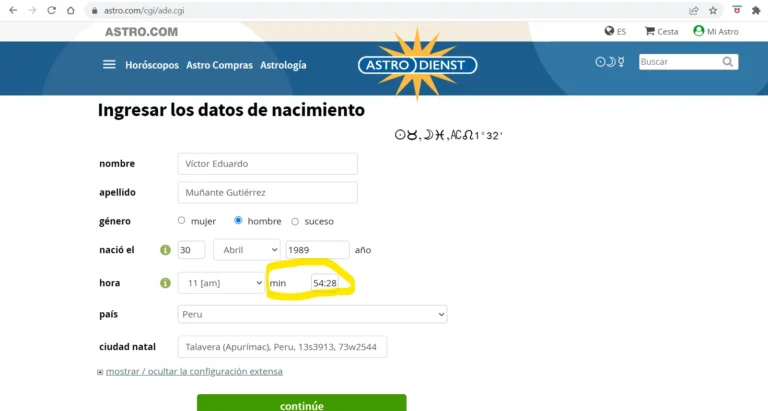 astro.com/cgi/ade.cgi
ASTRO.COM ES Cesta Mi Astro
Horóscopos Astro Compras Astrología ASTRO DIENST ☉☽☿ Buscar
Ingresar los datos de nacimiento
☉♉,☽♓,AC♌1°32'
nombre Víctor Eduardo
apellido Muñante Gutiérrez
género mujer hombre suceso
nació el i 30 Abril 1989 año
hora i 11 [am] min 54:28
país Peru
ciudad natal Talavera (Apurímac), Peru, 13s3913, 73w2544
mostrar / ocultar la configuración extensa
continúe